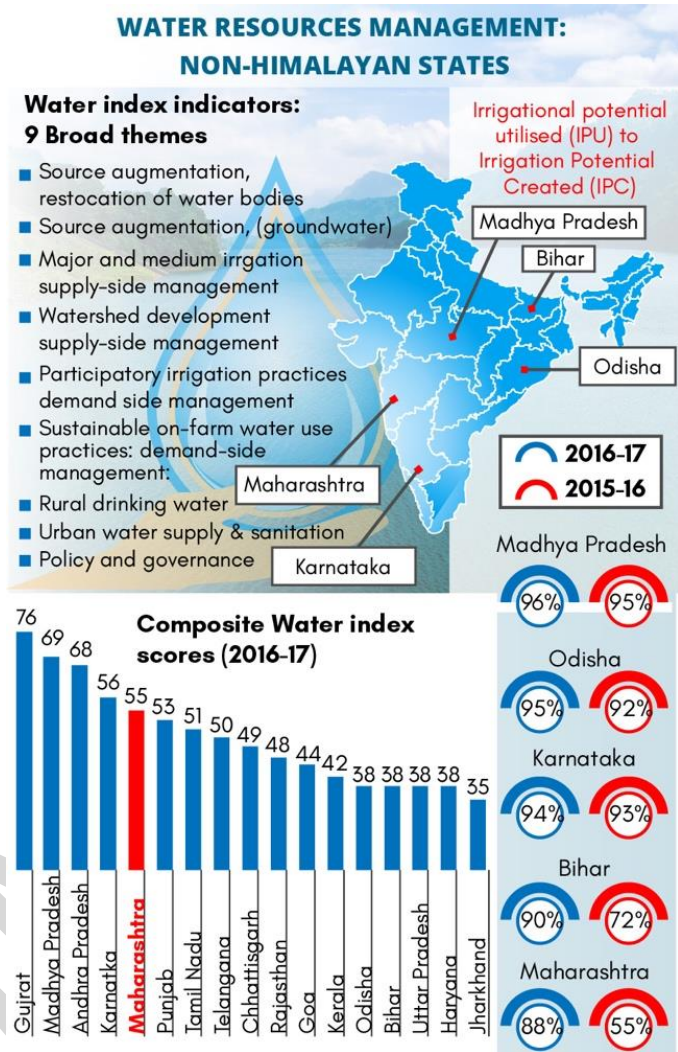 WATER RESOURCES MANAGEMENT:
NON-HIMALAYAN STATES
Water index indicators:
9 Broad themes
Source augmentation,
restocation of water bodies
Source augmentation, (groundwater)
Major and medium irrgation
supply-side management
Watershed development
supply-side management
Participatory irrigation practices
demand side management
Sustainable on-farm water use
practices: demand-side
management:
Rural drinking water
Urban water supply & sanitation
Policy and governance
Irrigational potential
utilised (IPU) to
Irrigation Potential
Created (IPC)
Madhya Pradesh
Bihar
Odisha
Maharashtra
Karnataka
2016-17
2015-16
Madhya Pradesh
96% 95%
Odisha
95% 92%
Karnataka
94% 93%
Bihar
90% 72%
Maharashtra
88% 55%
Composite Water index
scores (2016-17)
76 69 68 56 55 53 51 50 49 48 44 42 38 38 38 38 35
Gujrat
Madhya Pradesh
Andhra Pradesh
Karnatka
Maharashtra
Punjab
Tamil Nadu
Telangana
Chhattisgarh
Rajasthan
Goa
Kerala
Odisha
Bihar
Uttar Pradesh
Haryana
Jharkhand